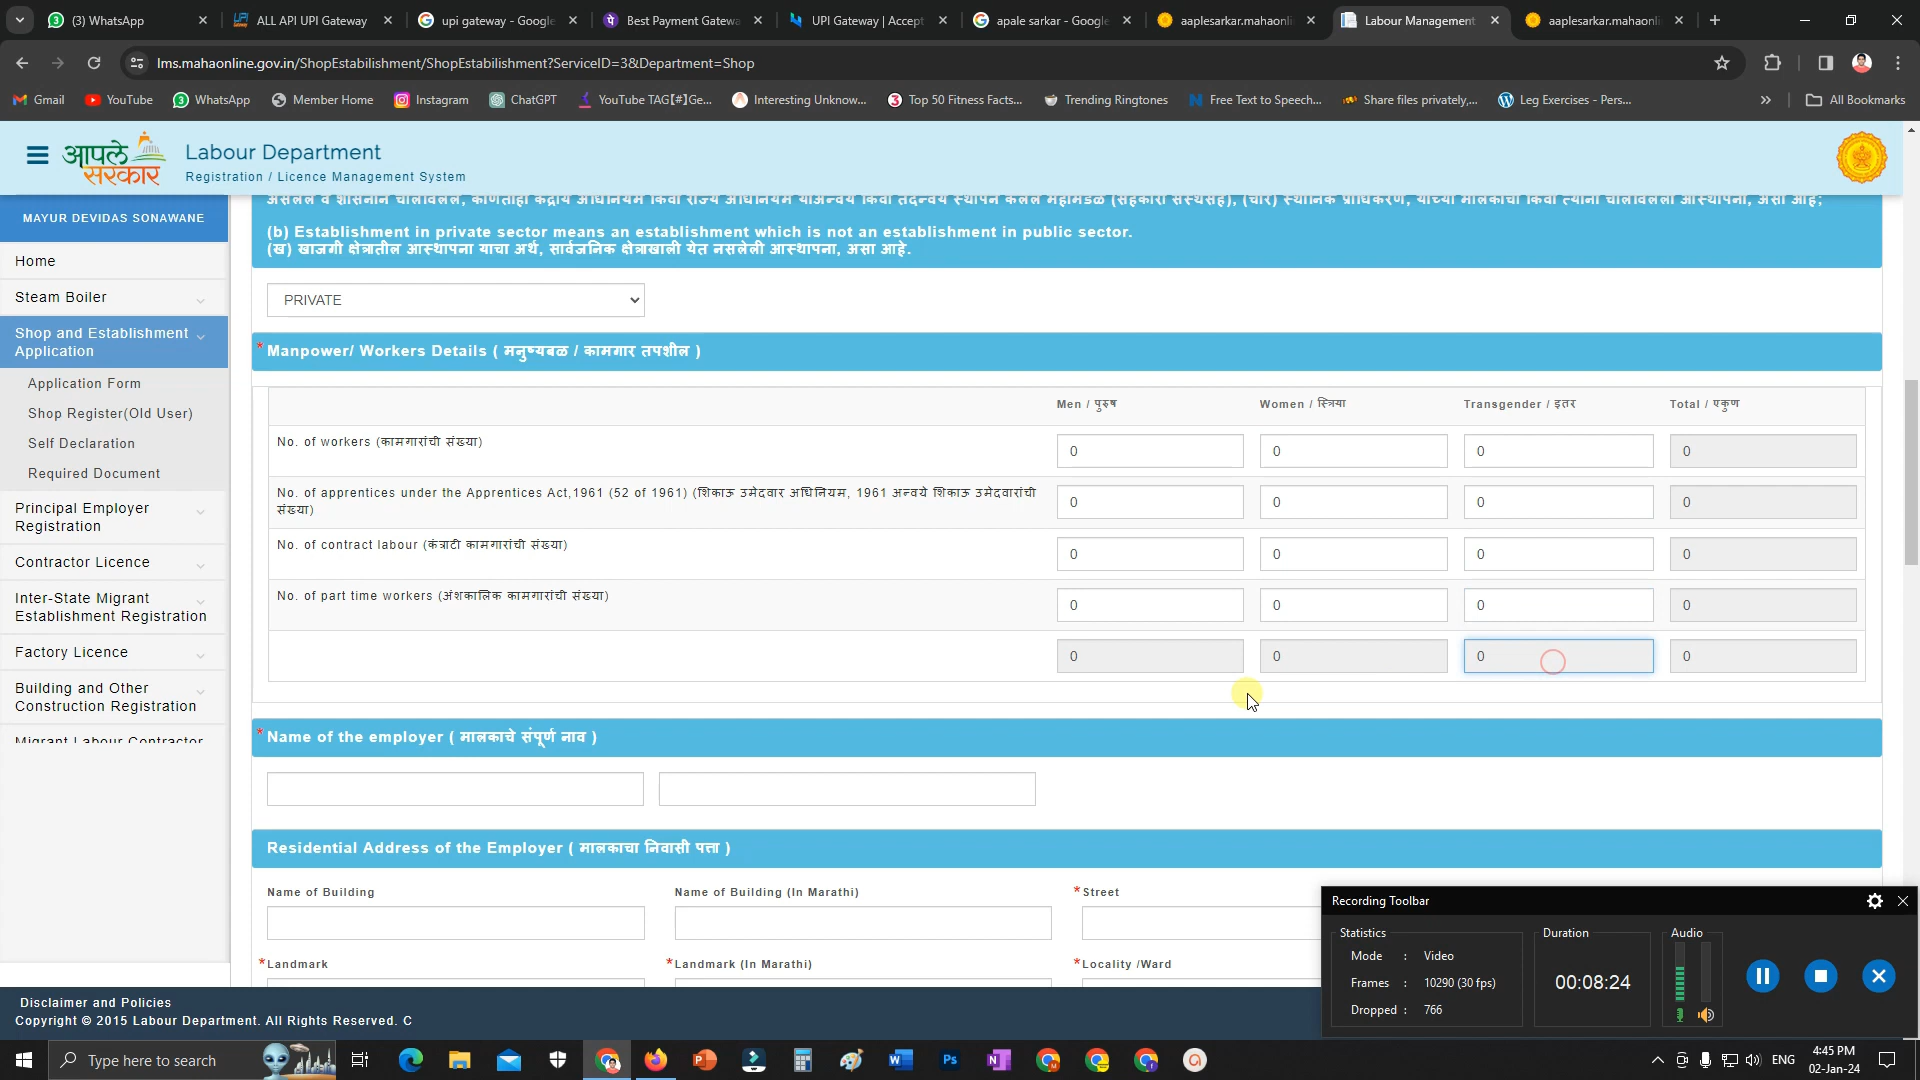 (3) WhatsApp
ALL API UPI Gateway
upi gateway - Google
Best Payment Gatewa
UPI Gateway | Accept
apale sarkar - Google
aaplesarkar.mahaonli
Labour Management
aaplesarkar.mahaonli
lms.mahaonline.gov.in/ShopEstabilishment/ShopEstabilishment?ServiceID=3&Department=Shop
Gmail
YouTube
WhatsApp
Member Home
Instagram
ChatGPT
YouTube TAG[#]Ge...
Interesting Unknow...
Top 50 Fitness Facts...
Trending Ringtones
Free Text to Speech...
Share files privately,...
Leg Exercises - Pers...
All Bookmarks
आपले सरकार
Labour Department
Registration / Licence Management System
MAYUR DEVIDAS SONAWANE
Home
Steam Boiler
Shop and Establishment
Application
Application Form
Shop Register(Old User)
Self Declaration
Required Document
Principal Employer
Registration
Contractor Licence
Inter-State Migrant
Establishment Registration
Factory Licence
Building and Other
Construction Registration
Migrant Labour Contractor
(b) Establishment in private sector means an establishment which is not an establishment in public sector.
(ख) खाजगी क्षेत्रातील आस्थापना याचा अर्थ, सार्वजनिक क्षेत्राखाली येत नसलेली आस्थापना, असा आहे.
PRIVATE
* Manpower/ Workers Details ( मनुष्यबळ / कामगार तपशील )
Men / पुरुष Women / स्त्रिया Transgender / इतर Total / एकुण
No. of workers (कामगारांची संख्या) 0 0 0 0
No. of apprentices under the Apprentices Act,1961 (52 of 1961) (शिकाऊ उमेदवार अधिनियम, 1961 अन्वये शिकाऊ उमेदवारांची
संख्या) 0 0 0 0
No. of contract labour (कंत्राटी कामगारांची संख्या) 0 0 0 0
No. of part time workers (अंशकालिक कामगारांची संख्या) 0 0 0 0
0 0 0 0
* Name of the employer ( मालकाचे संपूर्ण नाव )
Residential Address of the Employer ( मालकाचा निवासी पत्ता )
Name of Building Name of Building (In Marathi) * Street
* Landmark * Landmark (In Marathi) * Locality /Ward
Disclaimer and Policies
Copyright © 2015 Labour Department. All Rights Reserved. C
Recording Toolbar
Statistics
Mode : Video
Frames : 10290 (30 fps)
Dropped : 766
Duration
00:08:24
Audio
Type here to search
ENG
4:45 PM
02-Jan-24